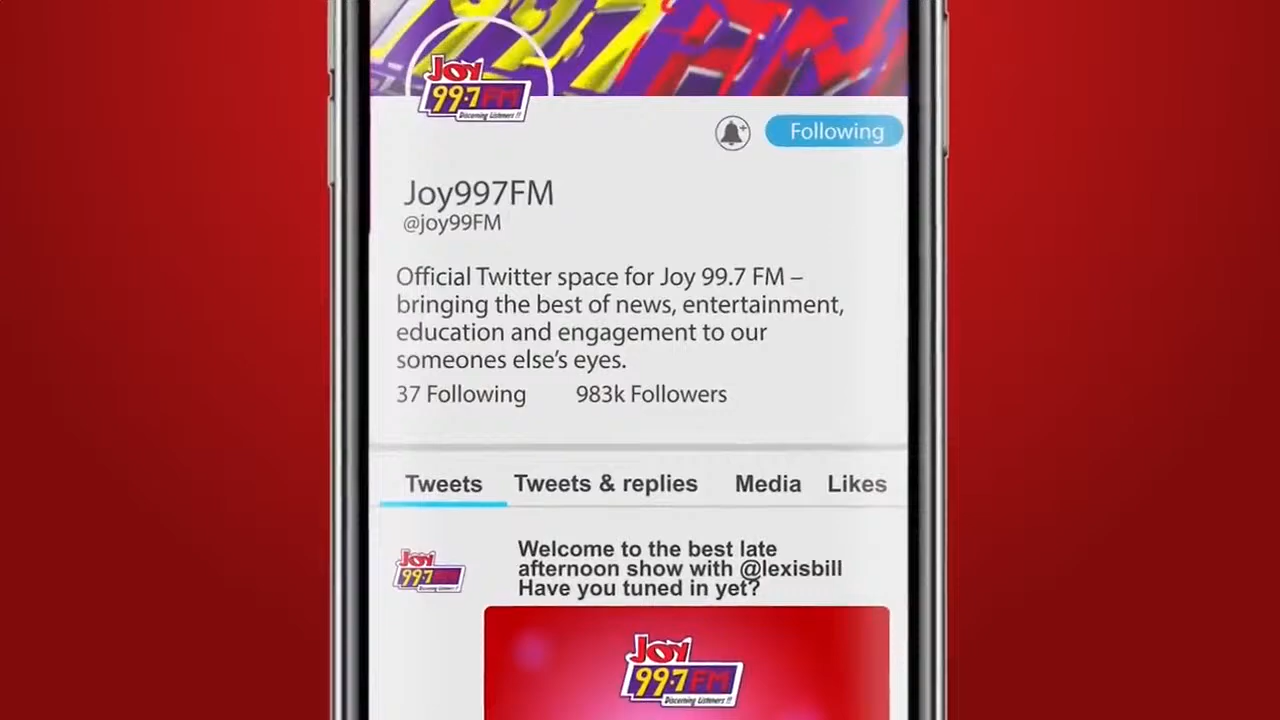 997FM
Joy
99.7 FM
Discerning Listeners !!
Following
Joy997FM
@joy99FM
Official Twitter space for Joy 99.7 FM –
bringing the best of news, entertainment,
education and engagement to our
someones else’s eyes.
37 Following 983k Followers
Tweets Tweets & replies Media Likes
Welcome to the best late
afternoon show with @lexisbill
Have you tuned in yet?
Joy
99.7 FM
Discerning Listeners !!
Joy
99.7 FM
Discerning Listeners !!